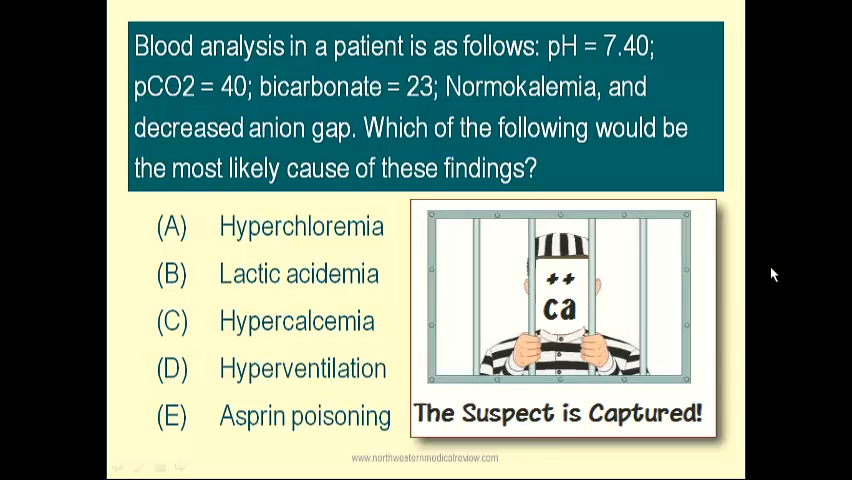 Blood analysis in a patient is as follows: pH = 7.40;
pCO2 = 40; bicarbonate = 23; Normokalemia, and
decreased anion gap. Which of the following would be
the most likely cause of these findings?
(A) Hyperchloremia
(B) Lactic acidemia
(C) Hypercalcemia
(D) Hyperventilation
(E) Asprin poisoning
++
ca
The Suspect is Captured!
www.northwesternmedicalreview.com